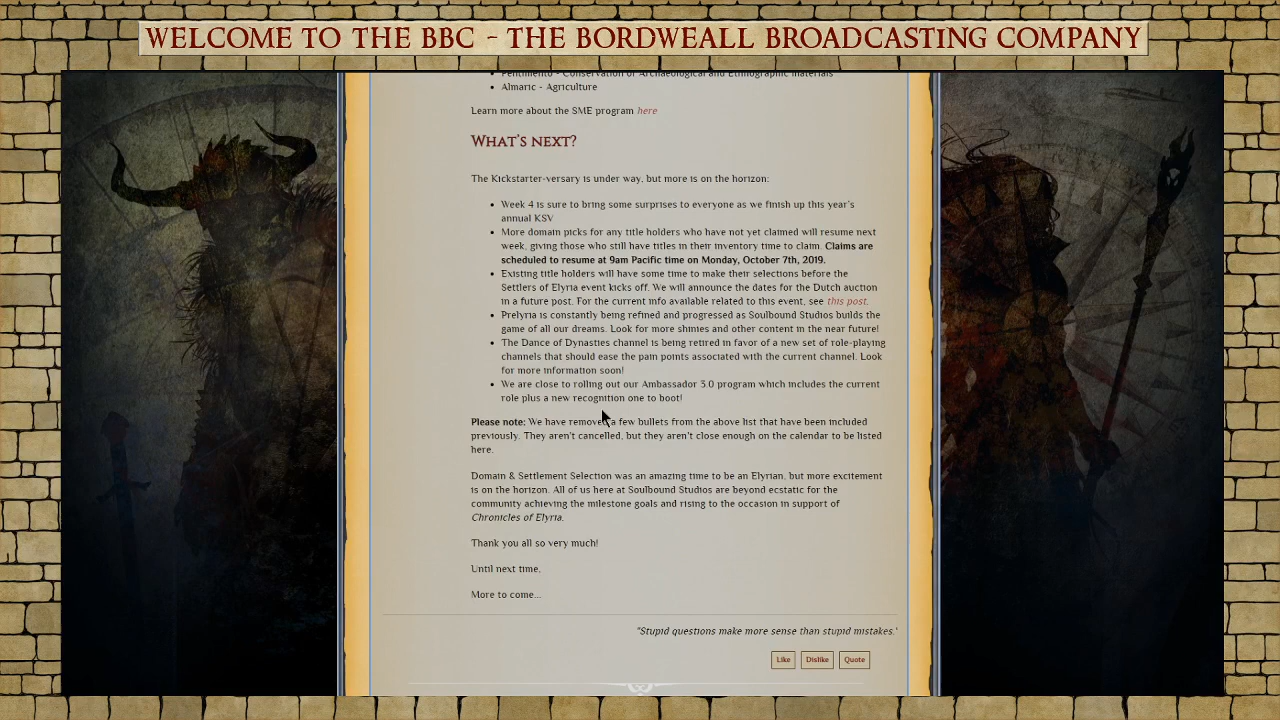 WELCOME TO THE BBC - THE BORDWEALL BROADCASTING COMPANY
Pentimento - Conservation of Archaeological and Ethnographic materials
Almaric - Agriculture
Learn more about the SME program here
What's next?
The Kickstarter-versary is under way, but more is on the horizon:
Week 4 is sure to bring some surprises to everyone as we finish up this year's
annual KSV
More domain picks for any title holders who have not yet claimed will resume next
week, giving those who still have titles in their inventory time to claim. Claims are
scheduled to resume at 9am Pacific time on Monday, October 7th, 2019.
Existing title holders will have some time to make their selections before the
Settlers of Elyria event kicks off. We will announce the dates for the Dutch auction
in a future post. For the current info available related to this event, see this post.
Prelyria is constantly being refined and progressed as Soulbound Studios builds the
game of all our dreams. Look for more shinies and other content in the near future!
The Dance of Dynasties channel is being retired in favor of a new set of role-playing
channels that should ease the pain points associated with the current channel. Look
for more information soon!
We are close to rolling out our Ambassador 3.0 program which includes the current
role plus a new recognition one to boot!
Please note: We have removed a few bullets from the above list that have been included
previously. They aren't cancelled, but they aren't close enough on the calendar to be listed
here.
Domain & Settlement Selection was an amazing time to be an Elyrian, but more excitement
is on the horizon. All of us here at Soulbound Studios are beyond ecstatic for the
community achieving the milestone goals and rising to the occasion in support of
Chronicles of Elyria.
Thank you all so very much!
Until next time,
More to come...
"Stupid questions make more sense than stupid mistakes."
Like Dislike Quote